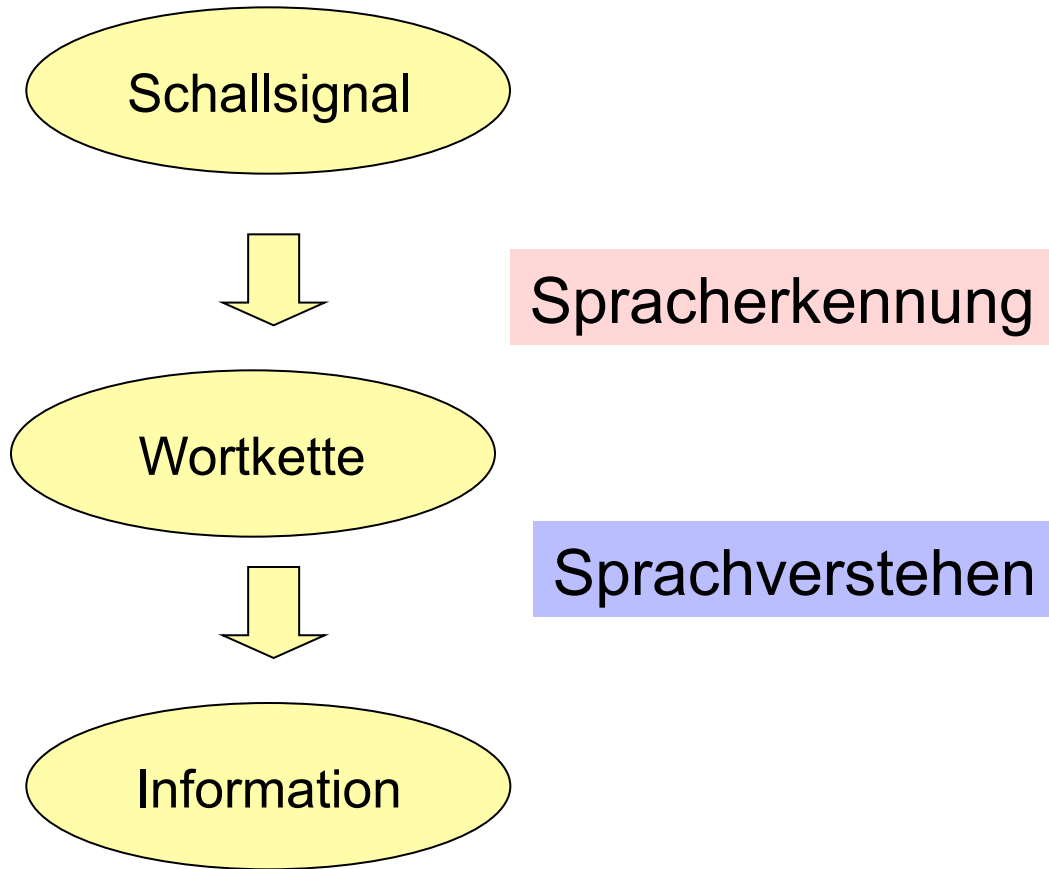 Schallsignal
Spracherkennung
Wortkette
Sprachverstehen
Information